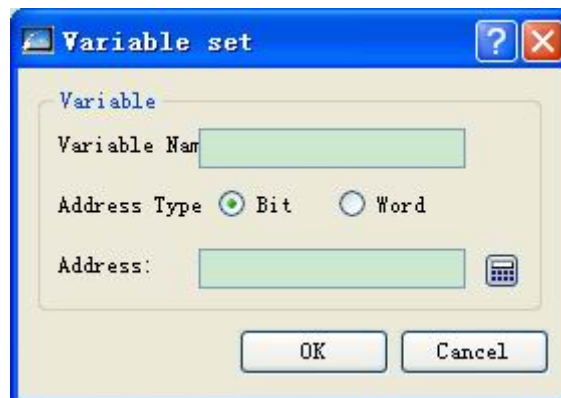 Variable set
Variable
Variable Nam
Address Type Bit Word
Address:
OK Cancel